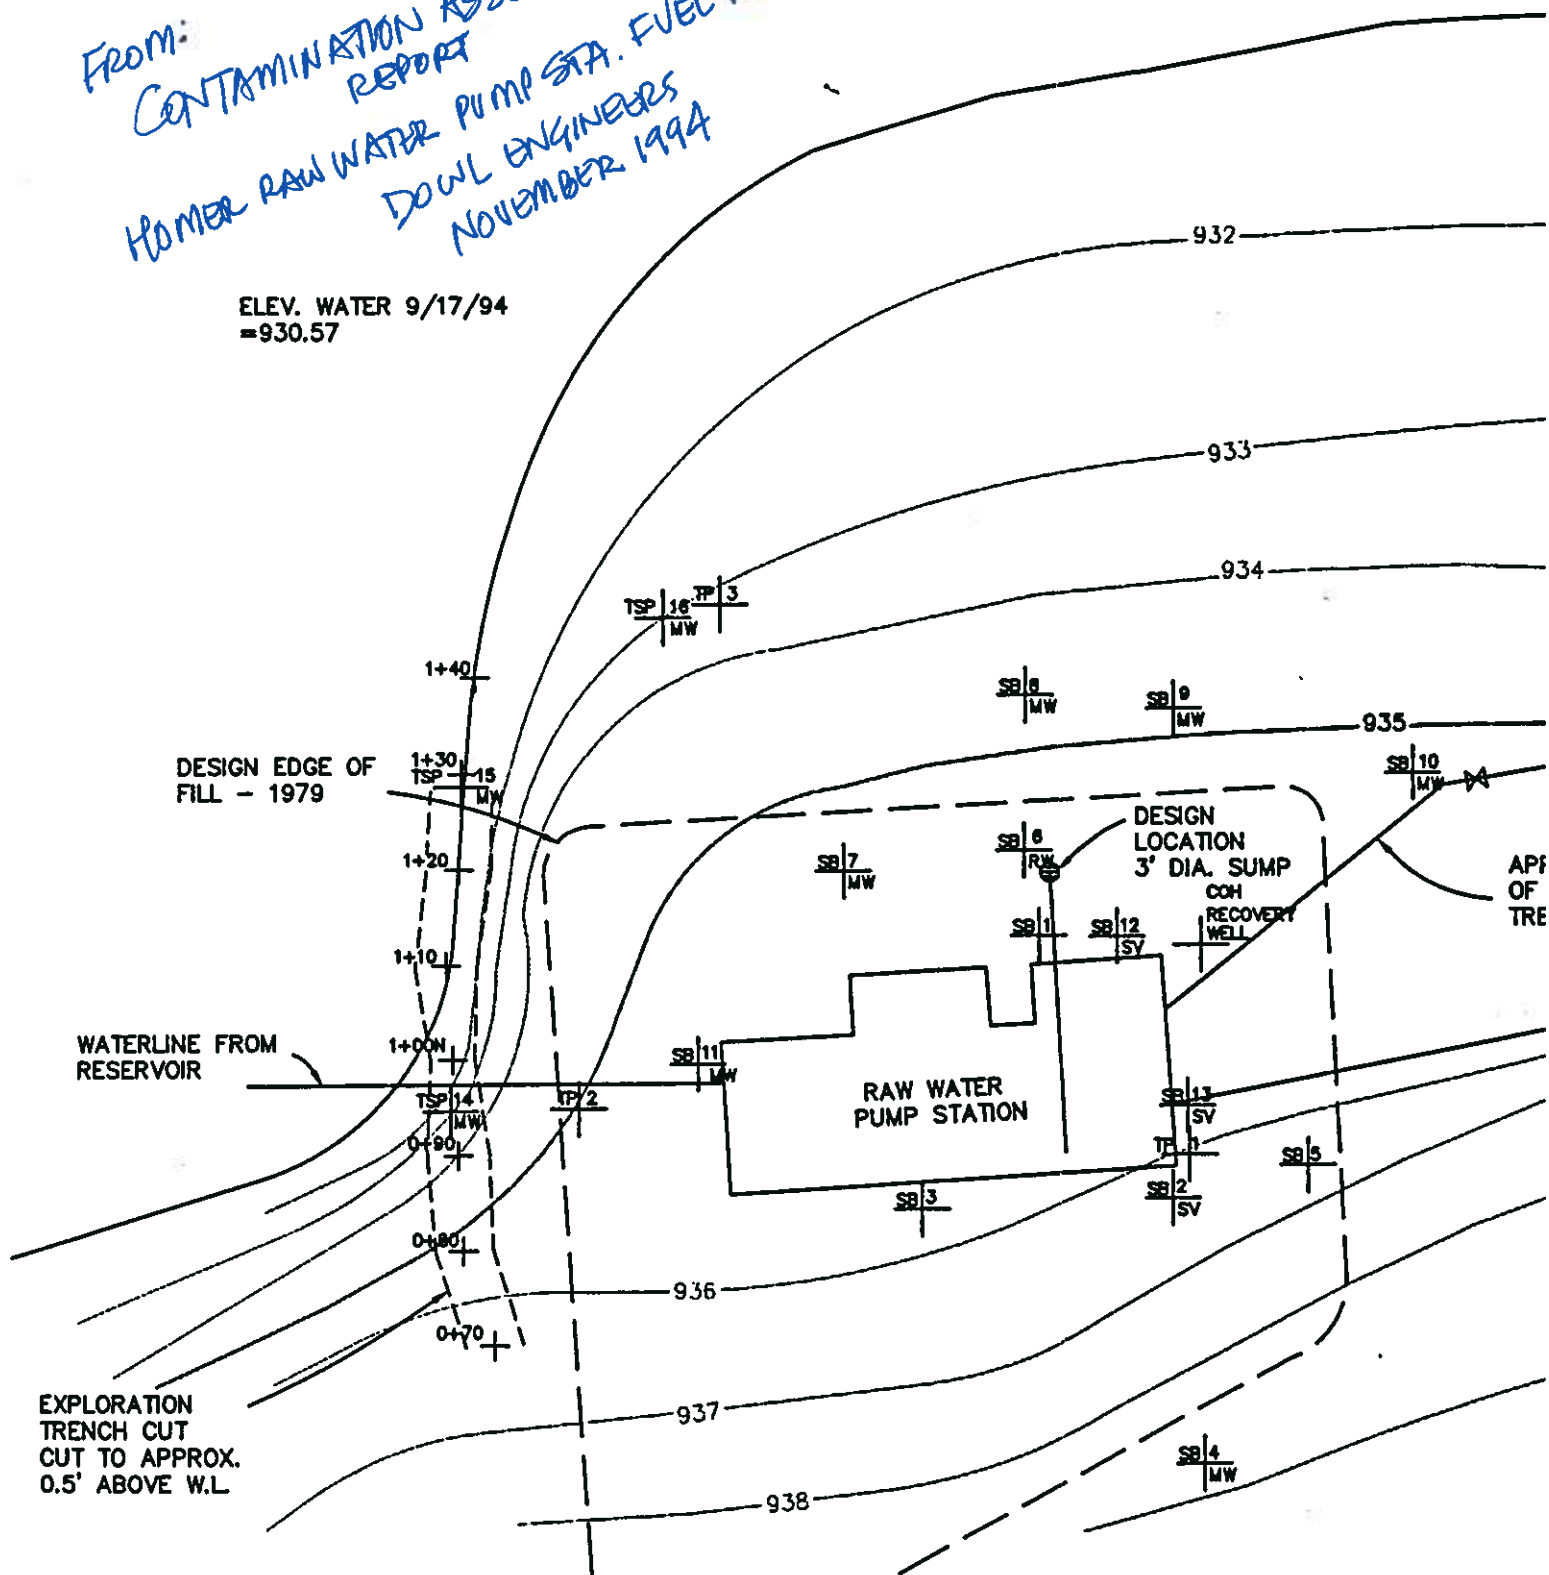 FROM:
CONTAMINATION
REPORT
HOMER RAW WATER PUMP STA. FUEL
DOWL ENGINEERS
NOVEMBER 1994
ELEV. WATER 9/17/94
=930.57
932
933
934
TSP 16
MW
TP 3
1+40
SB 8
MW
SB 9
MW
935
SB 10
MW
DESIGN EDGE OF
FILL - 1979
1+30
TSP 15
MW
1+20
1+10
SB 7
MW
SB 6
RW
DESIGN
LOCATION
3' DIA. SUMP
COH
RECOVERY
WELL
OF
SB 1
SB 12
SV
WATERLINE FROM
RESERVOIR
1+00N
SB 11
MW
RAW WATER
PUMP STATION
TSP 14
MW
TP 2
0+90
SB 13
SV
TP 1
SB 5
SB 2
SV
SB 3
0+80
936
0+70
EXPLORATION
TRENCH CUT
CUT TO APPROX.
0.5' ABOVE W.L.
937
938
SB 4
MW